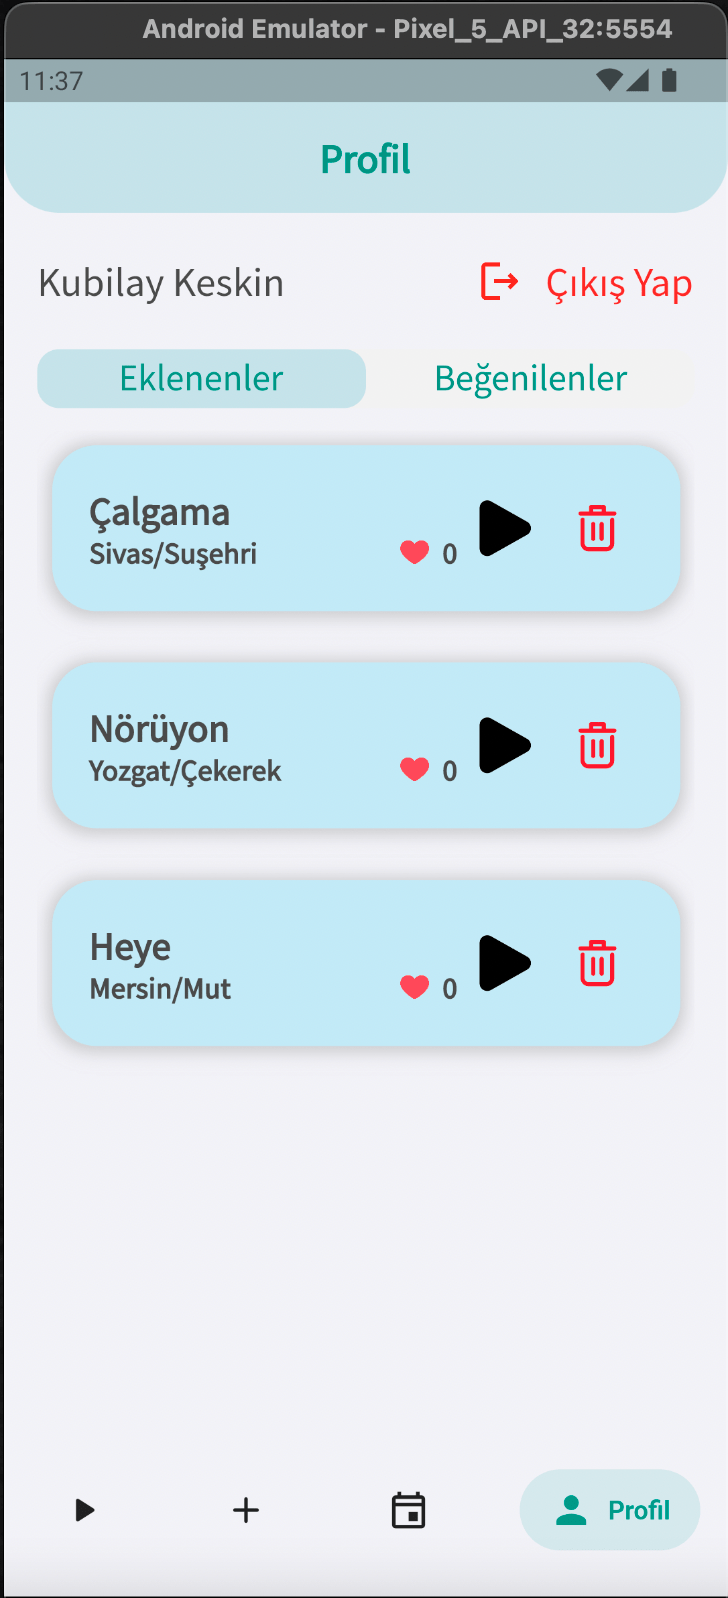 Android Emulator - Pixel_5_API_32:5554
11:37
Profil
Kubilay Keskin
Çıkış Yap
Eklenenler
Beğenilenler
Çalgama
Sivas/Suşehri
0
Nörüyon
Yozgat/Çekerek
0
Heye
Mersin/Mut
0
Profil